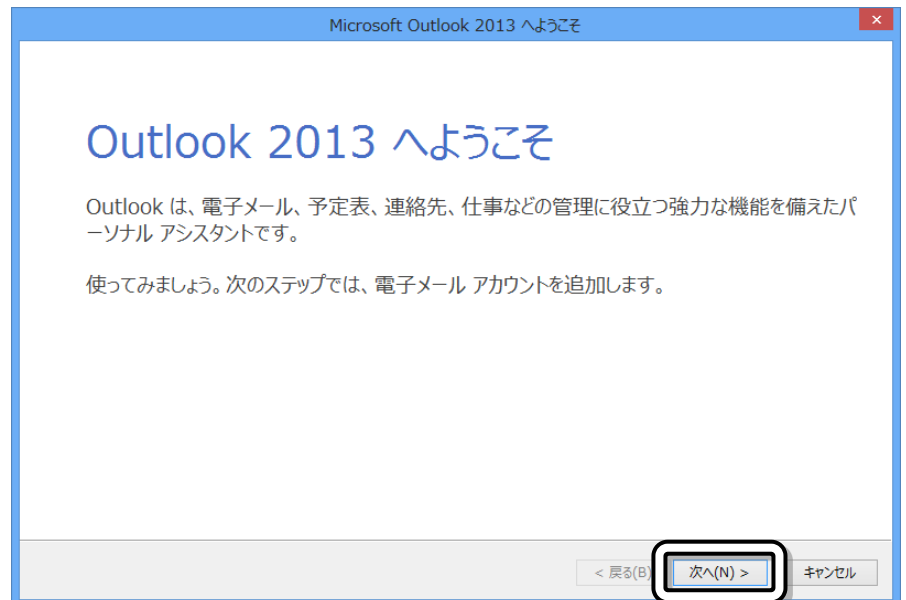 Microsoft Outlook 2013 へようこそ
Outlook 2013 へようこそ
Outlook は、電子メール、予定表、連絡先、仕事などの管理に役立つ強力な機能を備えたパ
ーソナル アシスタントです。
使ってみましょう。次のステップでは、電子メール アカウントを追加します。
< 戻る(B) 次へ(N) > キャンセル